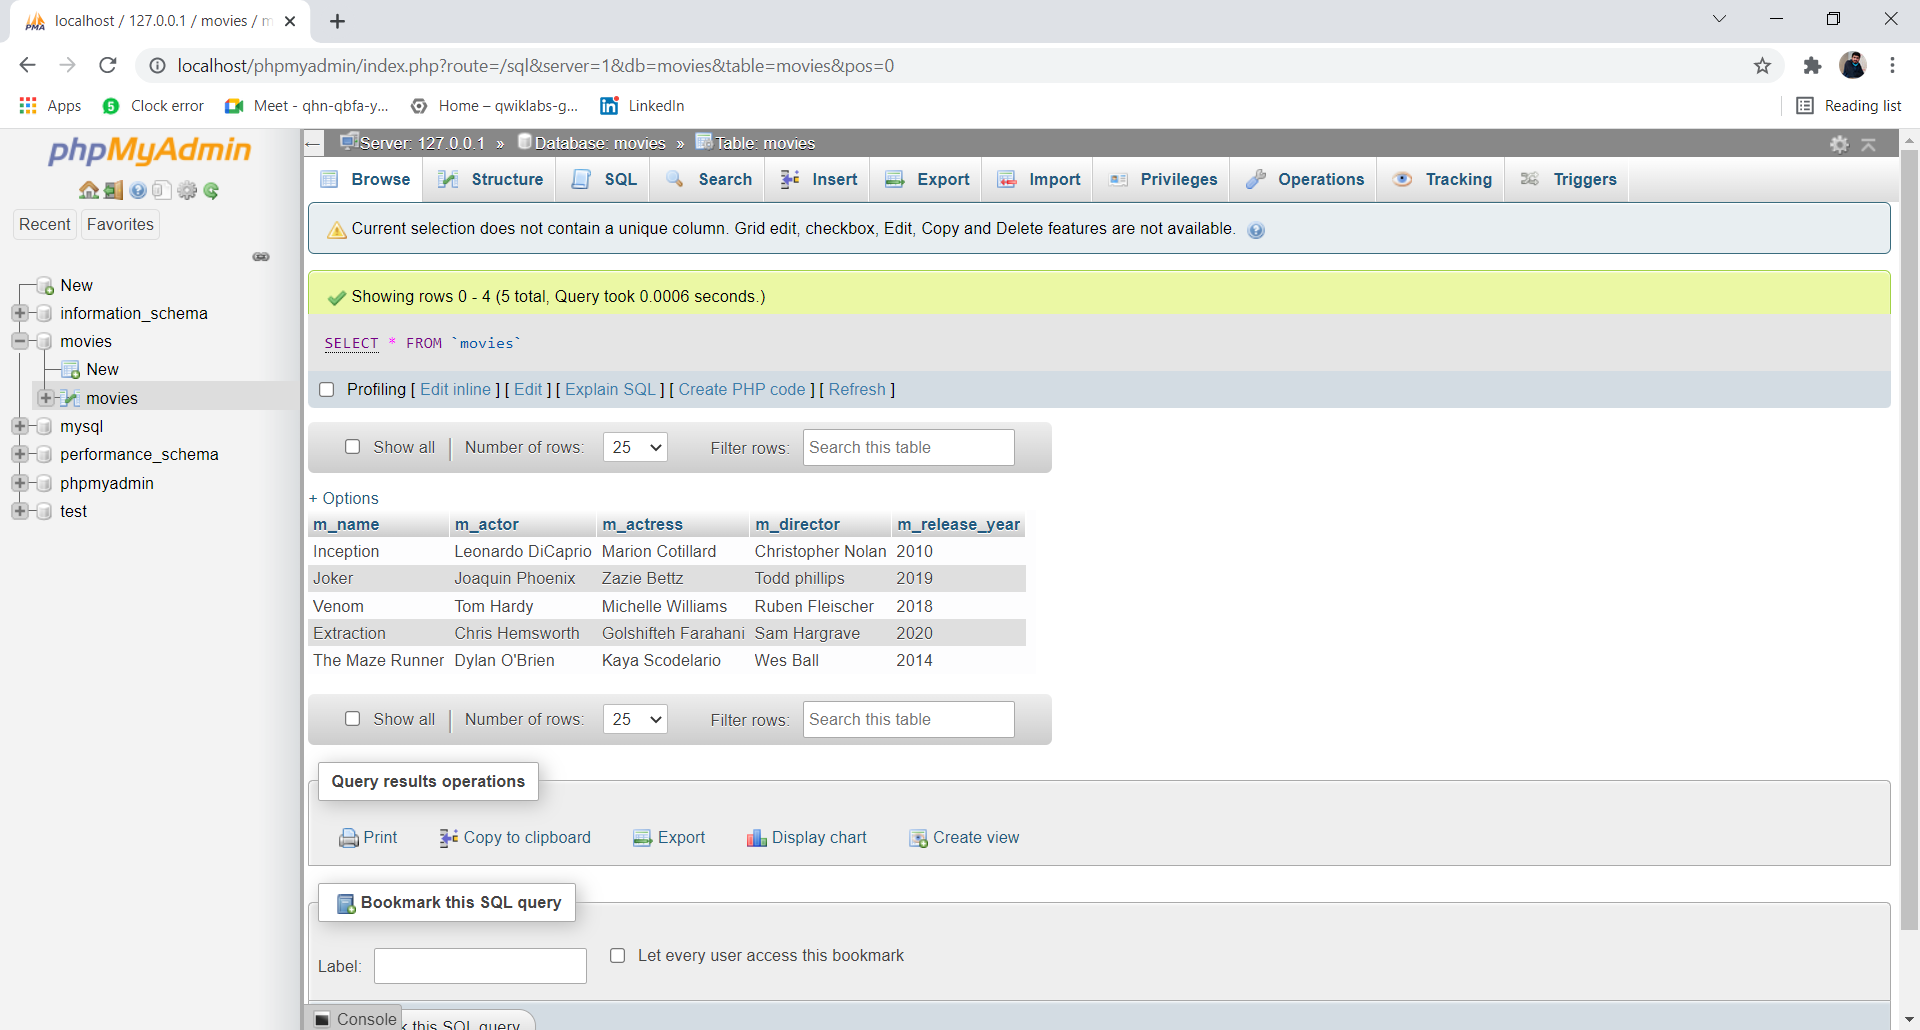 localhost / 127.0.0.1 / movies / m
localhost/phpmyadmin/index.php?route=/sql&server=1&db=movies&table=movies&pos=0
Apps
5 Clock error
Meet - qhn-qbfa-y...
Home – qwiklabs-g...
in LinkedIn
Reading list
phpMyAdmin
Recent Favorites
New
information_schema
movies
New
movies
mysql
performance_schema
phpmyadmin
test
← Server: 127.0.0.1 » Database: movies » Table: movies
Browse Structure SQL Search Insert Export Import Privileges Operations Tracking Triggers
Current selection does not contain a unique column. Grid edit, checkbox, Edit, Copy and Delete features are not available.
Showing rows 0 - 4 (5 total, Query took 0.0006 seconds.)
SELECT * FROM `movies`
Profiling [ Edit inline ] [ Edit ] [ Explain SQL ] [ Create PHP code ] [ Refresh ]
Show all | Number of rows: 25 Filter rows: Search this table
+ Options
m_name m_actor m_actress m_director m_release_year
Inception Leonardo DiCaprio Marion Cotillard Christopher Nolan 2010
Joker Joaquin Phoenix Zazie Bettz Todd phillips 2019
Venom Tom Hardy Michelle Williams Ruben Fleischer 2018
Extraction Chris Hemsworth Golshifteh Farahani Sam Hargrave 2020
The Maze Runner Dylan O'Brien Kaya Scodelario Wes Ball 2014
Show all | Number of rows: 25 Filter rows: Search this table
Query results operations
Print Copy to clipboard Export Display chart Create view
Bookmark this SQL query
Label: Let every user access this bookmark
Console this SQL query